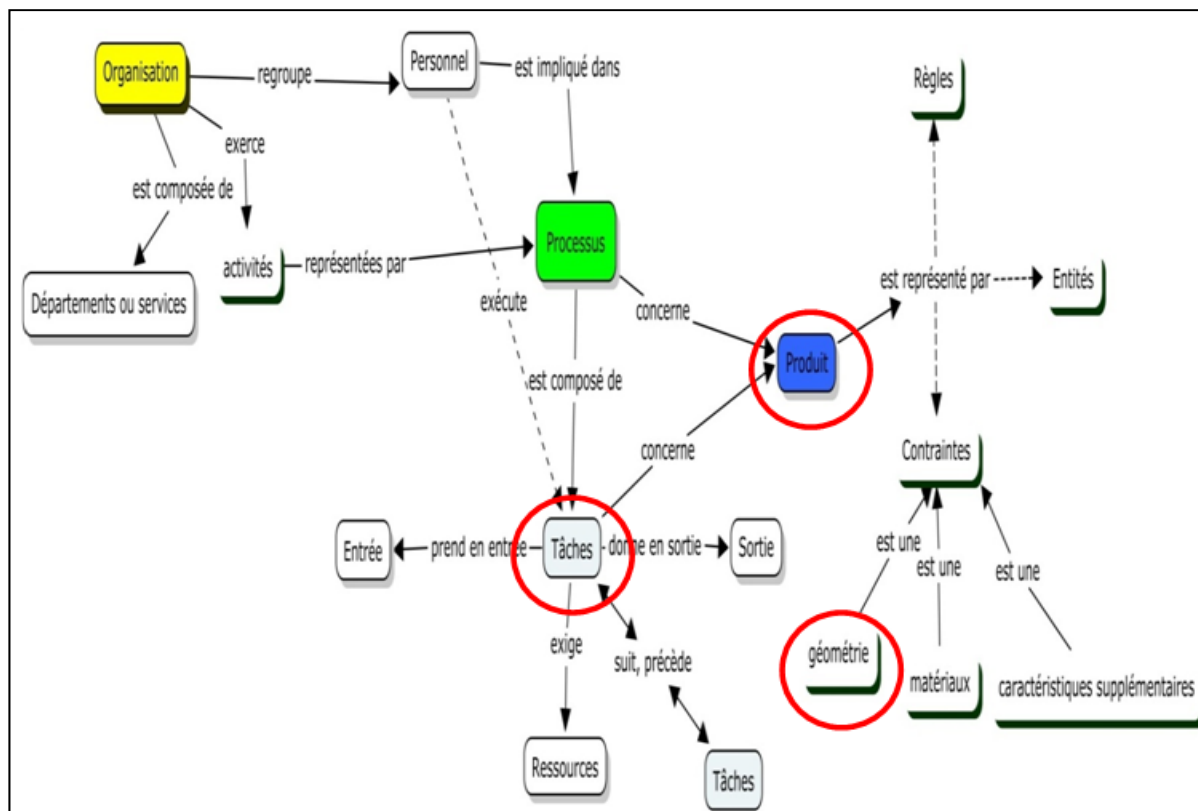 Organisation
regroupe
Personnel
est impliqué dans
Règles
exerce
est composée de
Départements ou services
activités
représentées par
Processus
exécute
concerne
est représenté par
Entités
Produit
est composé de
concerne
Contraintes
Entrée
prend en entrée
Tâches
donne en sortie
Sortie
est une
est une
est une
exige
suit, précède
géométrie
matériaux
caractéristiques supplémentaires
Ressources
Tâches